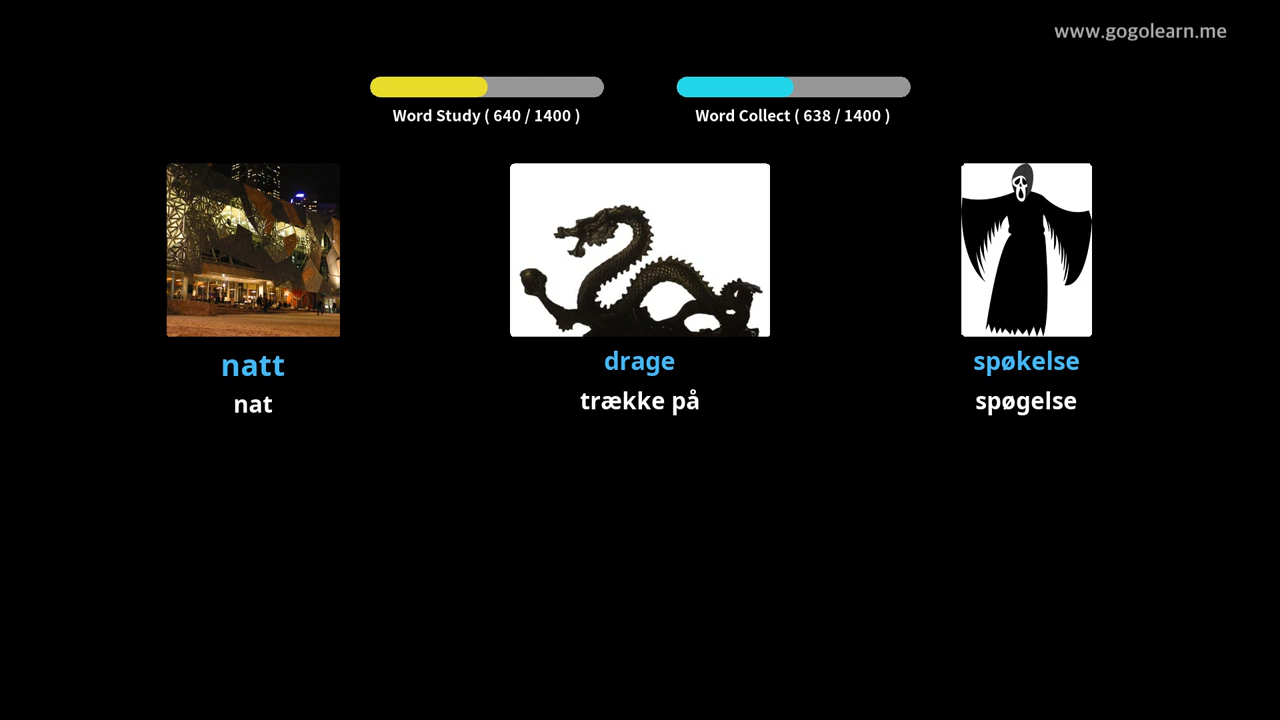 www.gogolearn.me
Word Study ( 640 / 1400 )
Word Collect ( 638 / 1400 )
natt
nat
drage
trække på
spøkelse
spøgelse